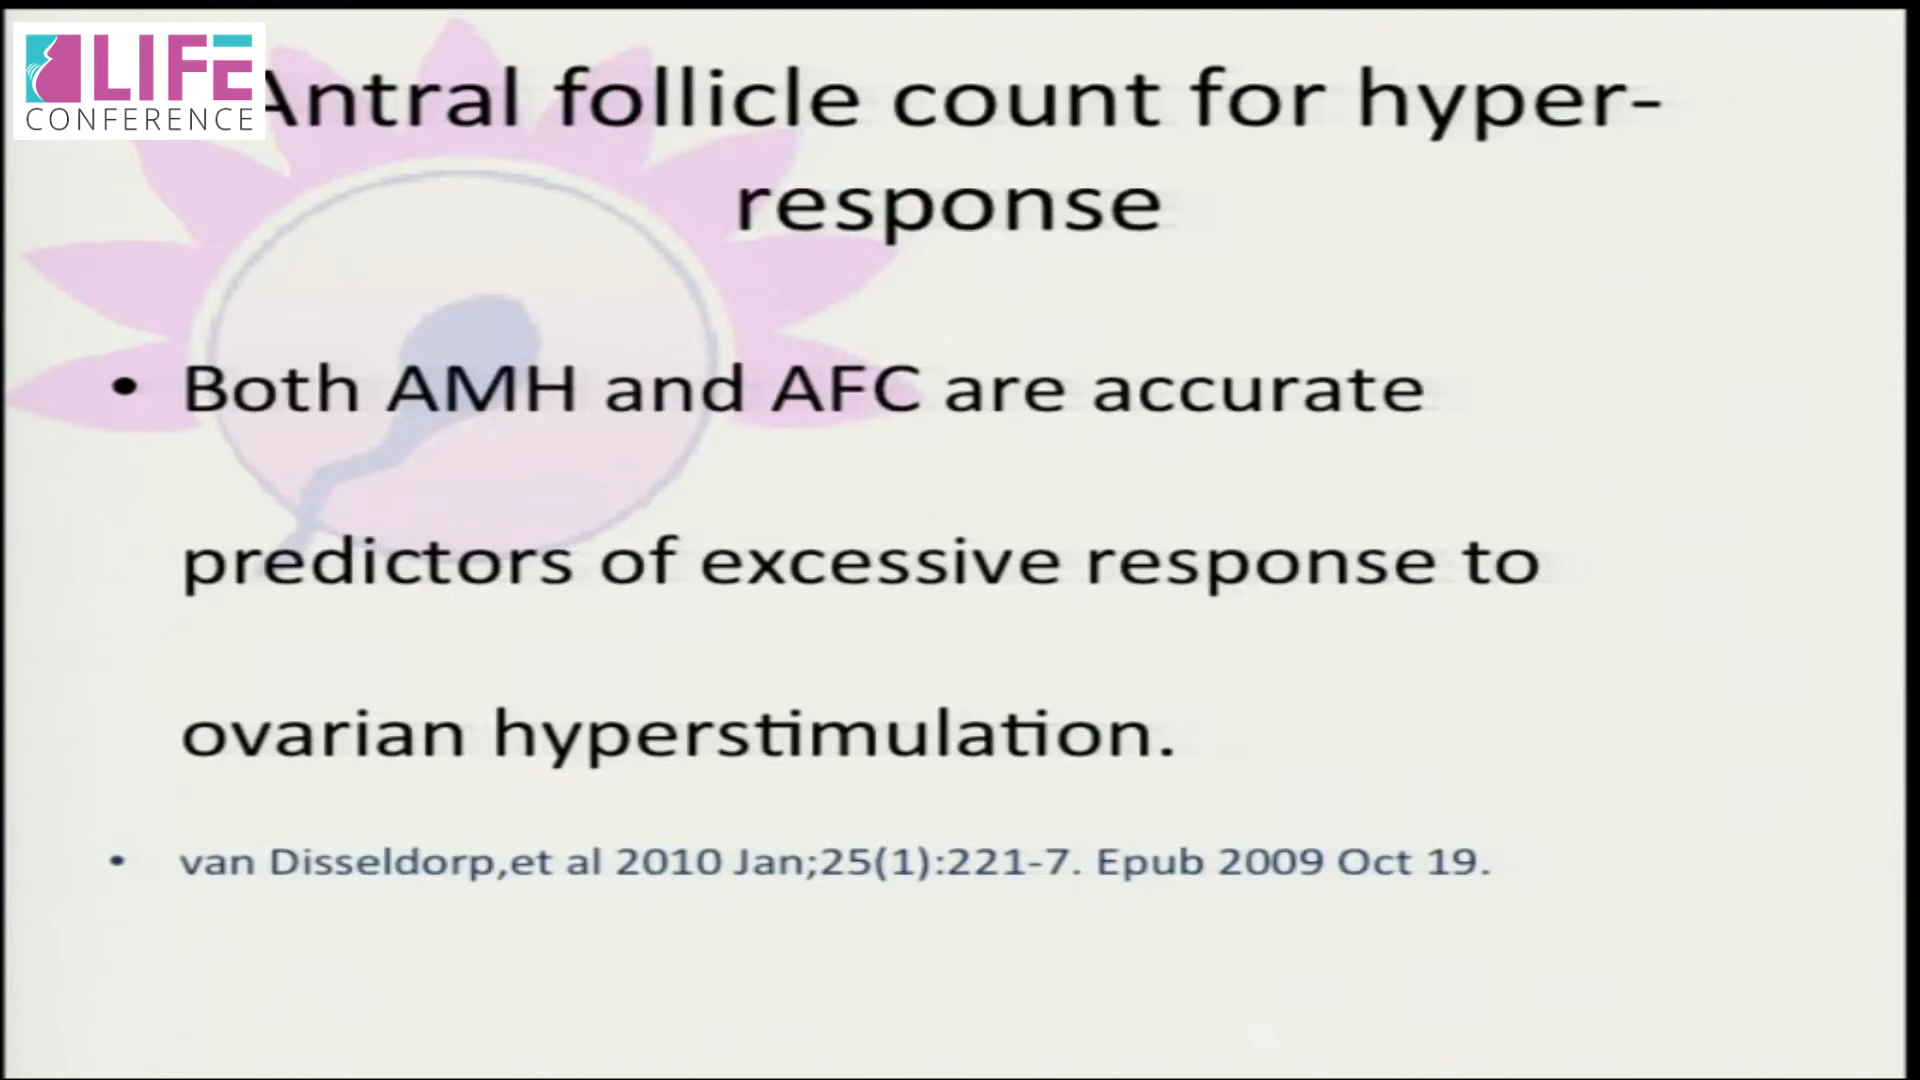 LIFE
CONFERENCE
Antral follicle count for hyper-
response
• Both AMH and AFC are accurate
predictors of excessive response to
ovarian hyperstimulation.
• van Disseldorp,et al 2010 Jan;25(1):221-7. Epub 2009 Oct 19.